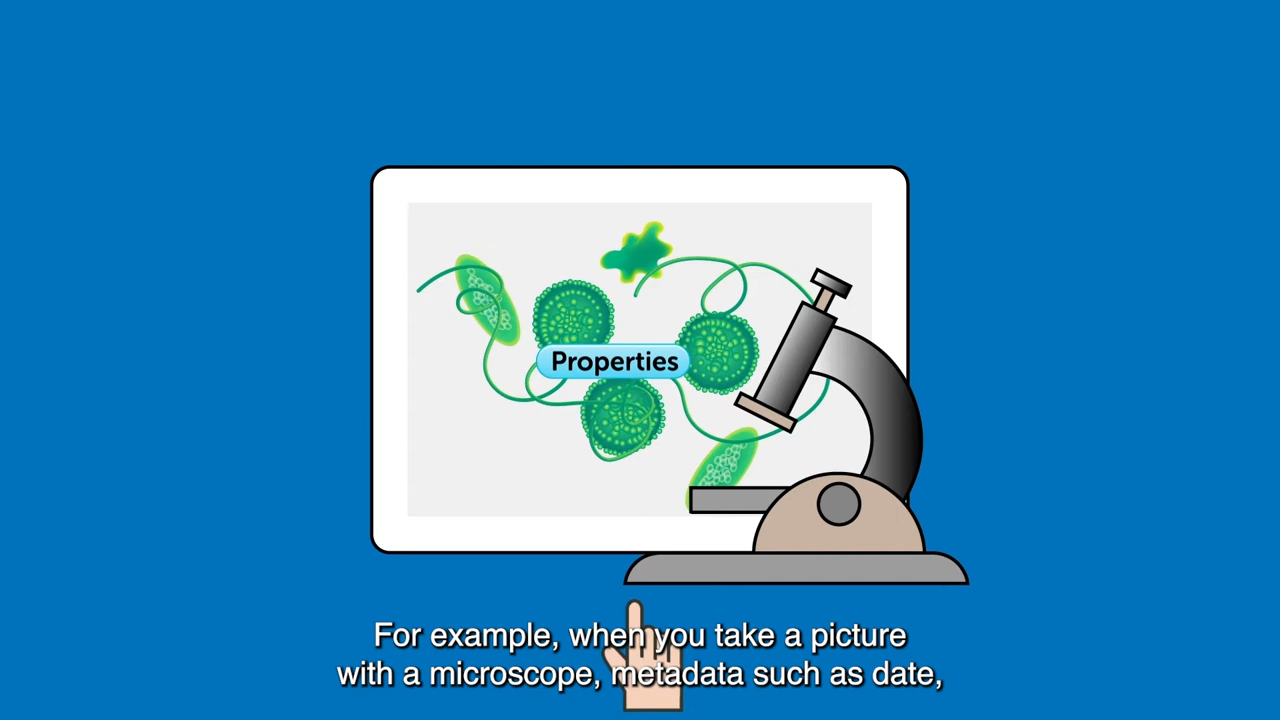 Properties
For example, when you take a picture
with a microscope, metadata such as date,